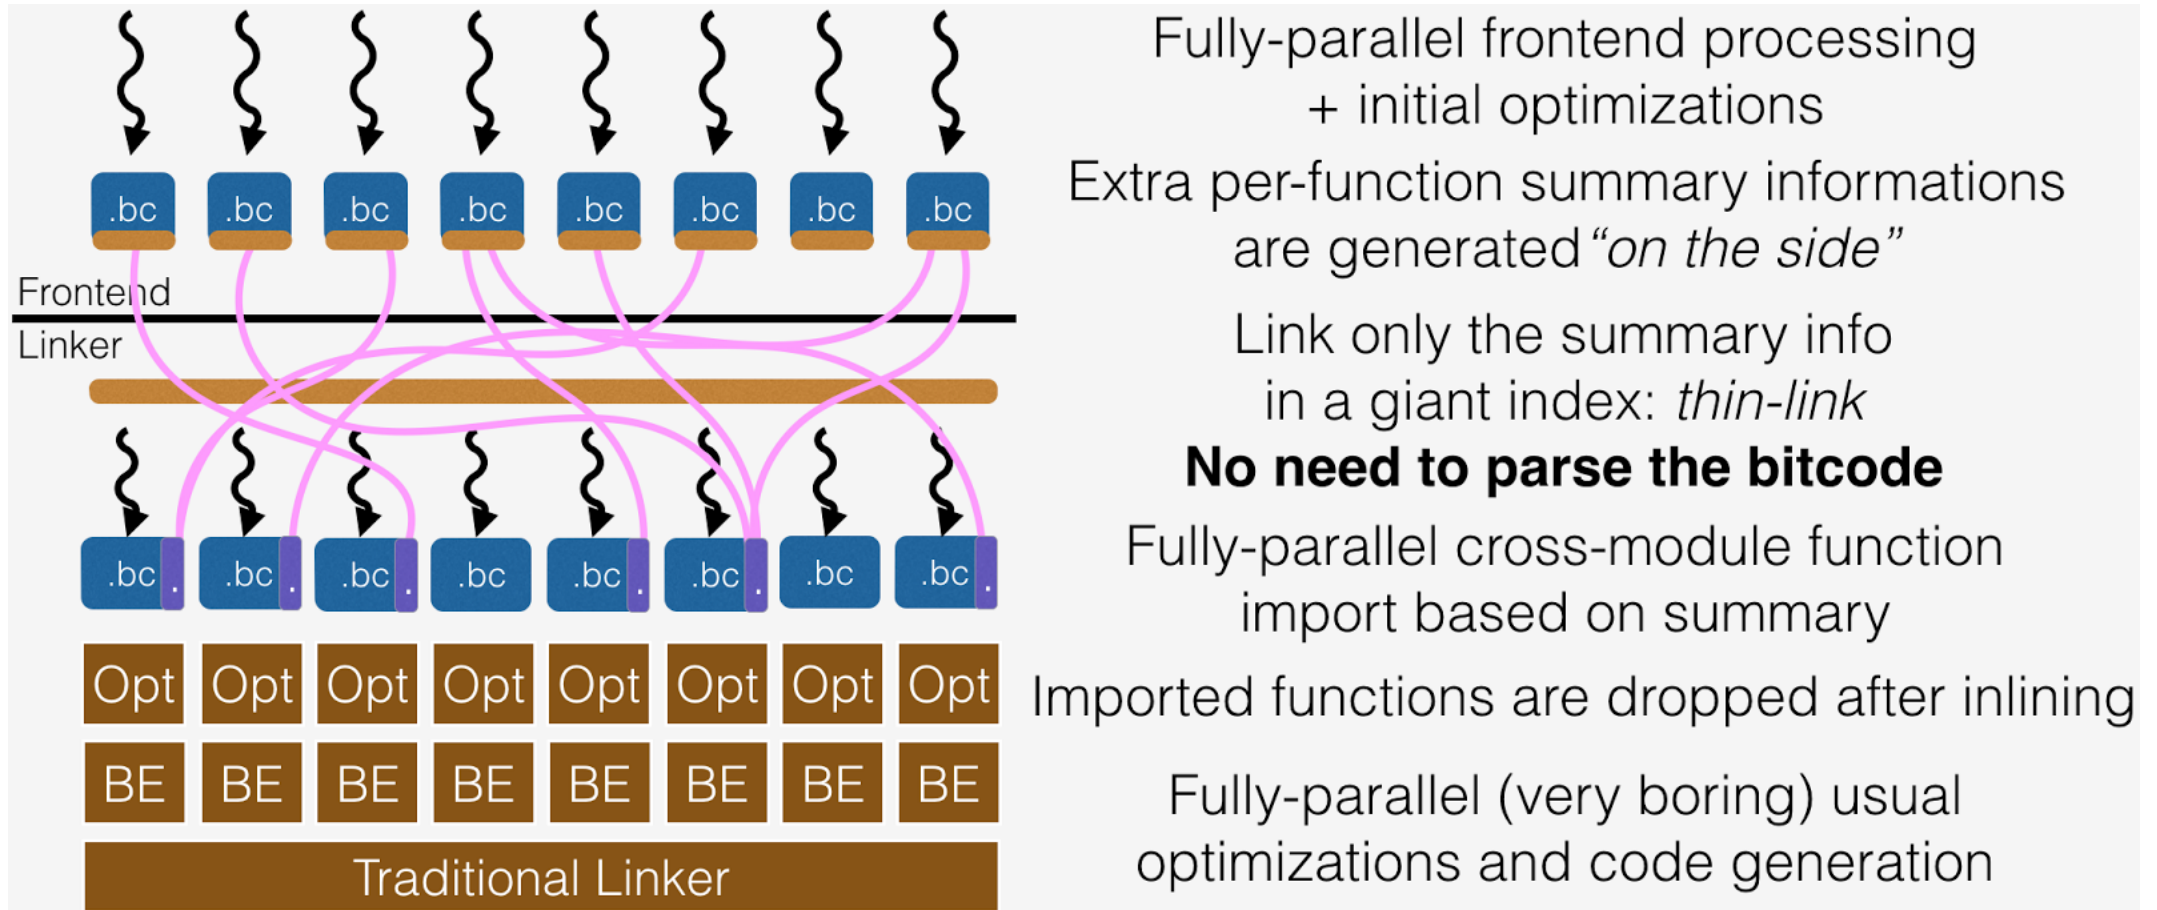 Fully-parallel frontend processing
+ initial optimizations
.bc .bc .bc .bc .bc .bc .bc .bc
Extra per-function summary informations
are generated “on the side”
Frontend
Linker
Link only the summary info
in a giant index: thin-link
No need to parse the bitcode
.bc . .bc . .bc . .bc .bc . .bc . .bc .bc .
Fully-parallel cross-module function
import based on summary
Opt Opt Opt Opt Opt Opt Opt Opt
Imported functions are dropped after inlining
BE BE BE BE BE BE BE BE
Fully-parallel (very boring) usual
optimizations and code generation
Traditional Linker